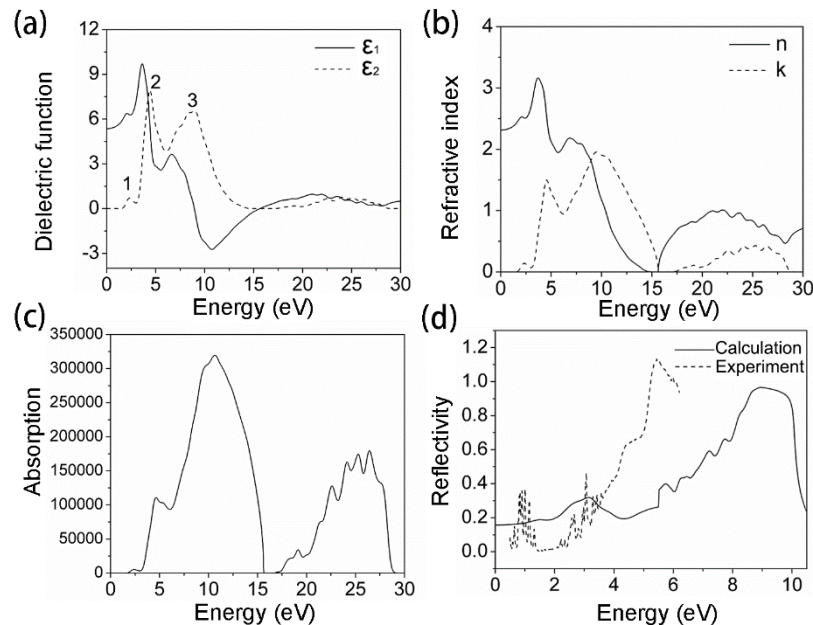 (a)
12
9
6
3
0
-3
Dielectric function
ε₁
ε₂
1
2
3
0 5 10 15 20 25 30
Energy (eV)
(b)
4
3
2
1
0
Refractive index
n
k
0 5 10 15 20 25 30
Energy (eV)
(c)
350000
300000
250000
200000
150000
100000
50000
0
Absorption
0 5 10 15 20 25 30
Energy (eV)
(d)
1.2
1.0
0.8
0.6
0.4
0.2
0.0
Reflectivity
Calculation
Experiment
0 2 4 6 8 10
Energy (eV)